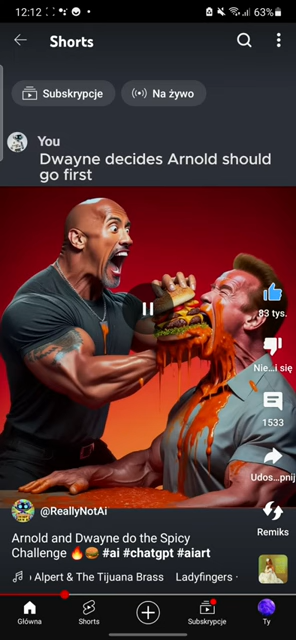 12:12
63%
Shorts
Subskrypcje
Na żywo
You
Dwayne decides Arnold should
go first
83 tys.
Nie...i się
1533
Udos...pnij
@ReallyNotAi
Remiks
Arnold and Dwayne do the Spicy
Challenge 🔥🍔 #ai #chatgpt #aiart
Alpert & The Tijuana Brass Ladyfingers ·
Główna
Shorts
Subskrypcje
Ty